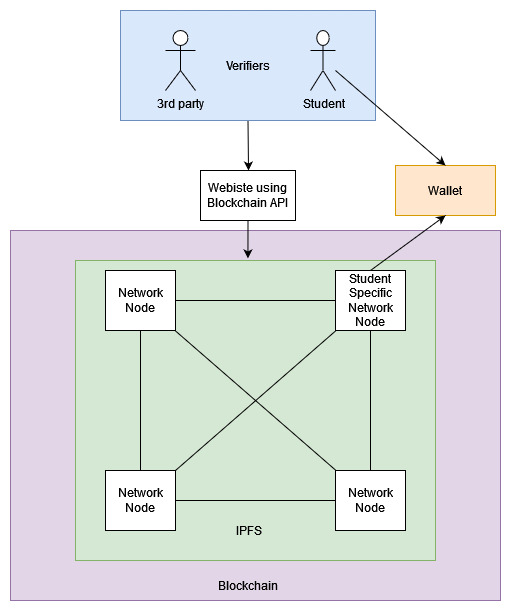 Verifiers
3rd party
Student
Webiste using
Blockchain API
Wallet
Network
Node
Student
Specific
Network
Node
Network
Node
Network
Node
IPFS
Blockchain